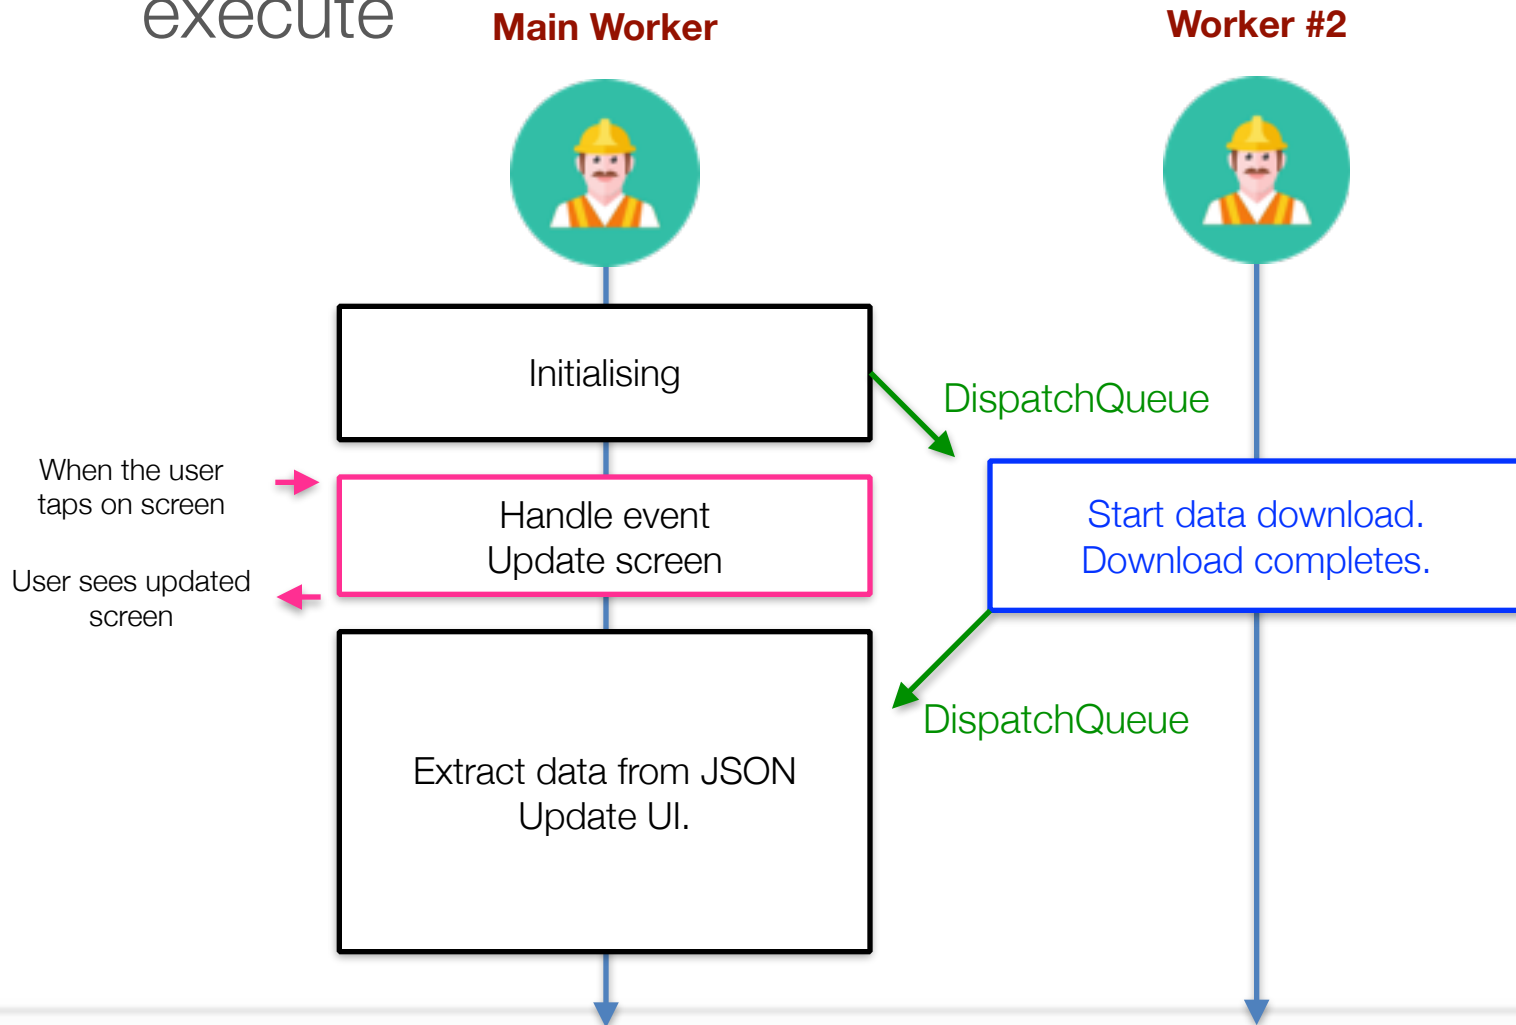 execute
Main Worker
Worker #2
Initialising
DispatchQueue
When the user
taps on screen
Handle event
Update screen
Start data download.
Download completes.
User sees updated
screen
DispatchQueue
Extract data from JSON
Update UI.